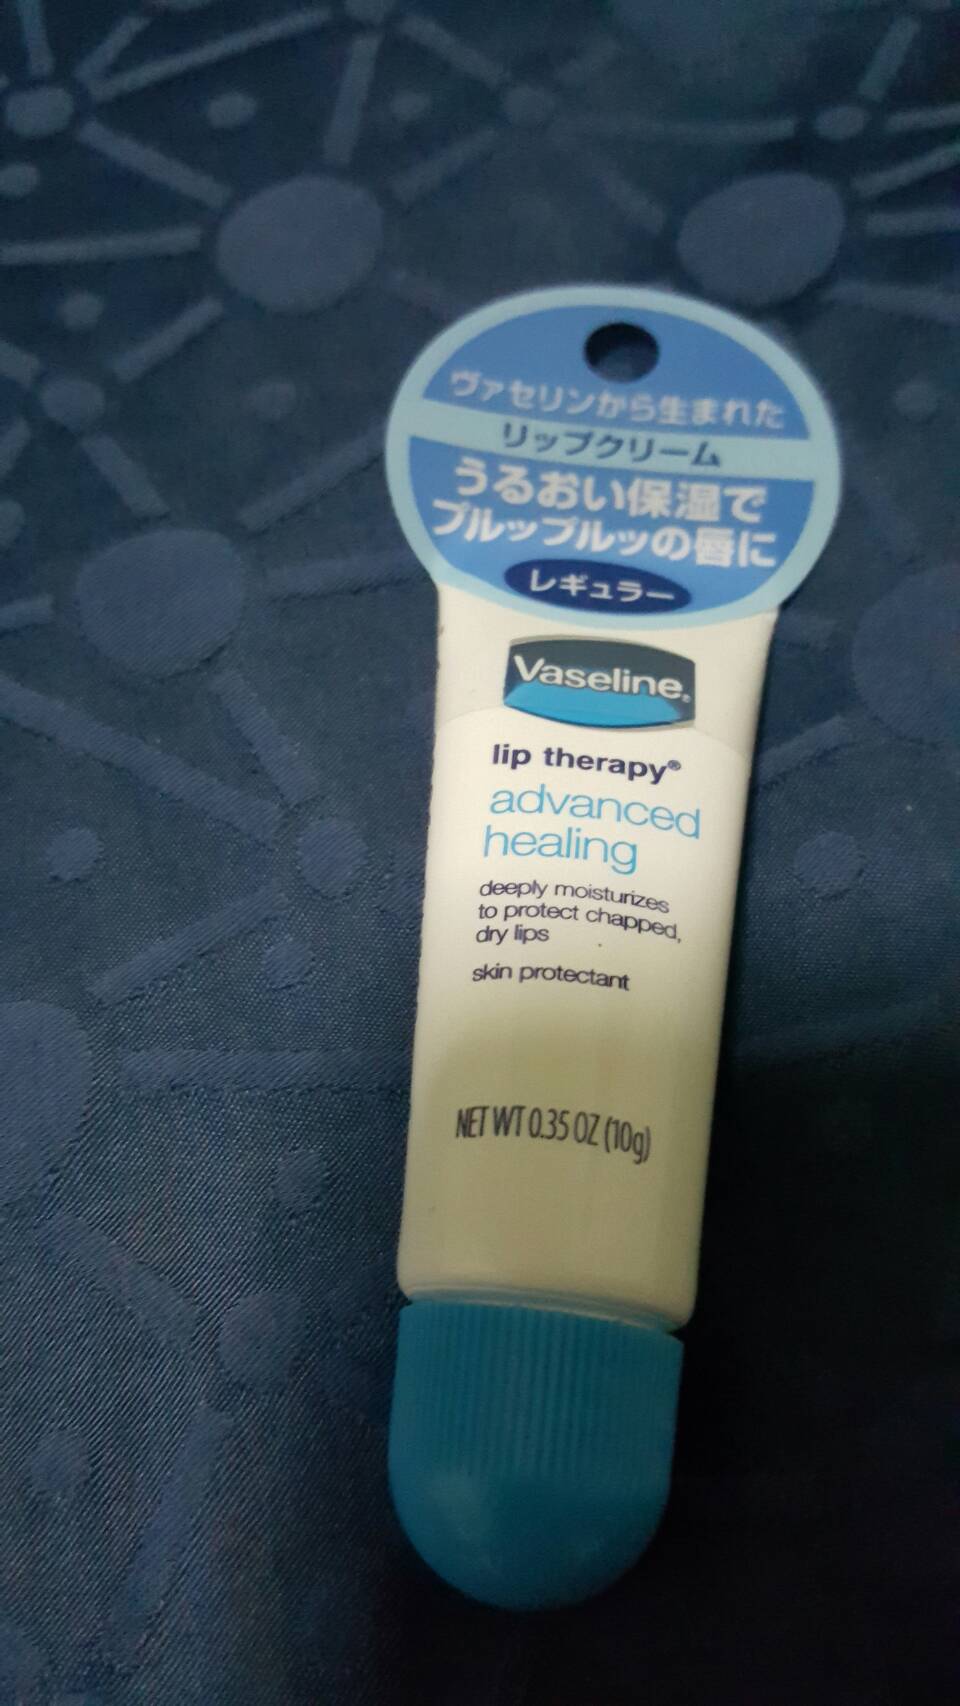 ヴァセリンから生まれた
リップクリーム
うるおい保湿で
プルップルッの唇に
レギュラー
Vaseline®
lip therapy®
advanced
healing
deeply moisturizes
to protect chapped,
dry lips
skin protectant
NET WT 0.35 OZ (10g)